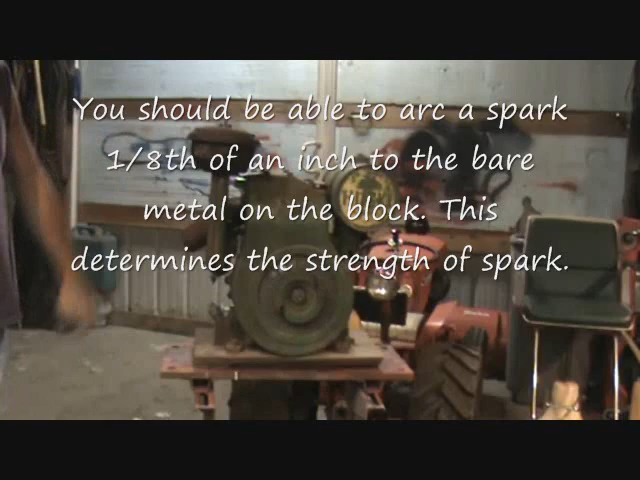 You should be able to arc a spark
1/8th of an inch to the bare
metal on the block. This
determines the strength of spark.